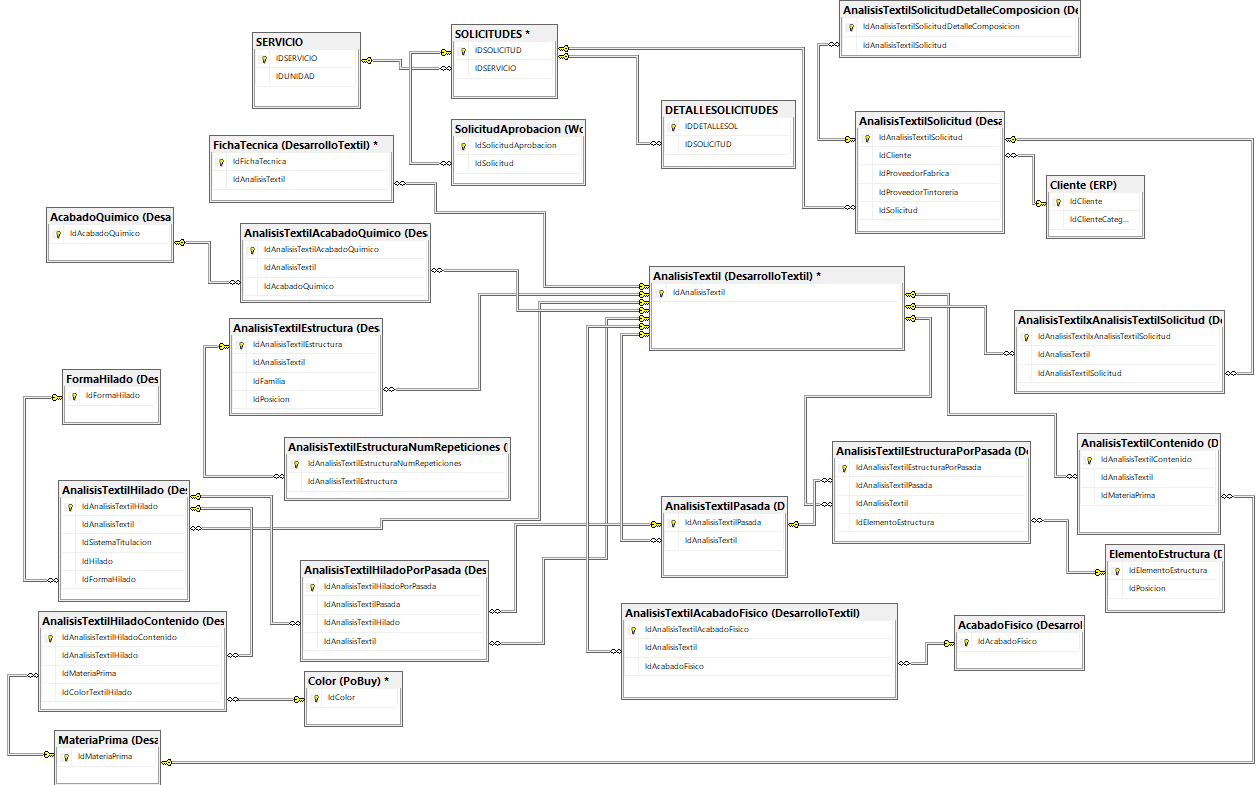 AnalisisTextilSolicitudDetalleComposicion (De
IdAnalisisTextilSolicitudDetalleComposicion
IdAnalisisTextilSolicitud
SERVICIO
IDSERVICIO
IDUNIDAD
SOLICITUDES *
IDSOLICITUD
IDSERVICIO
DETALLESOLICITUDES
IDDETALLESOL
IDSOLICITUD
SolicitudAprobacion (Wo
IdSolicitudAprobacion
IdSolicitud
AnalisisTextilSolicitud (Desa
IdAnalisisTextilSolicitud
IdCliente
IdProveedorFabrica
IdProveedorTintoreria
IdSolicitud
FichaTecnica (DesarrolloTextil) *
IdFichaTecnica
IdAnalisisTextil
Cliente (ERP)
IdCliente
IdClienteCateg...
AcabadoQuimico (Desa
IdAcabadoQuimico
AnalisisTextilAcabadoQuimico (Des
IdAnalisisTextilAcabadoQuimico
IdAnalisisTextil
IdAcabadoQuimico
AnalisisTextil (DesarrolloTextil) *
IdAnalisisTextil
AnalisisTextilEstructura (Des
IdAnalisisTextilEstructura
IdAnalisisTextil
IdFamilia
IdPosicion
AnalisisTextilxAnalisisTextilSolicitud (De
IdAnalisisTextilxAnalisisTextilSolicitud
IdAnalisisTextil
IdAnalisisTextilSolicitud
FormaHilado (Des
IdFormaHilado
AnalisisTextilEstructuraNumRepeticiones (
IdAnalisisTextilEstructuraNumRepeticiones
IdAnalisisTextilEstructura
AnalisisTextilEstructuraPorPasada (De
IdAnalisisTextilEstructuraPorPasada
IdAnalisisTextilPasada
IdAnalisisTextil
IdElementoEstructura
AnalisisTextilContenido (D
IdAnalisisTextilContenido
IdAnalisisTextil
IdMateriaPrima
AnalisisTextilHilado (Des
IdAnalisisTextilHilado
IdAnalisisTextil
IdSistemaTitulacion
IdHilado
IdFormaHilado
AnalisisTextilPasada (D
IdAnalisisTextilPasada
IdAnalisisTextil
ElementoEstructura (D
IdElementoEstructura
IdPosicion
AnalisisTextilHiladoPorPasada (Des
IdAnalisisTextilHiladoPorPasada
IdAnalisisTextilPasada
IdAnalisisTextilHilado
IdAnalisisTextil
AnalisisTextilHiladoContenido (Des
IdAnalisisTextilHiladoContenido
IdAnalisisTextilHilado
IdMateriaPrima
IdColorTextilHilado
AnalisisTextilAcabadoFisico (DesarrolloTextil)
IdAnalisisTextilAcabadoFisico
IdAnalisisTextil
IdAcabadoFisico
AcabadoFisico (Desarrol
IdAcabadoFisico
Color (PoBuy) *
IdColor
MateriaPrima (Desa
IdMateriaPrima